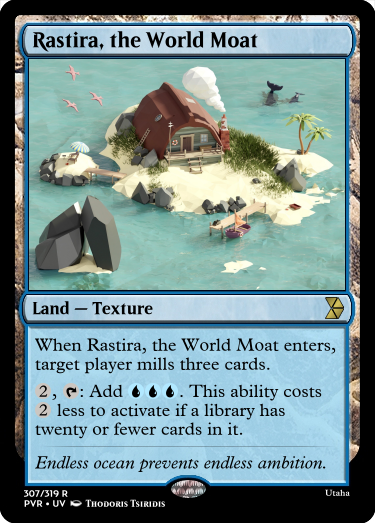 Rastira, the World Moat
Land — Texture
When Rastira, the World Moat enters,
target player mills three cards.
2, : Add . This ability costs
2 less to activate if a library has
twenty or fewer cards in it.
Endless ocean prevents endless ambition.
307/319 R
Utaha
PVR • UV Thodoris Tsiridis